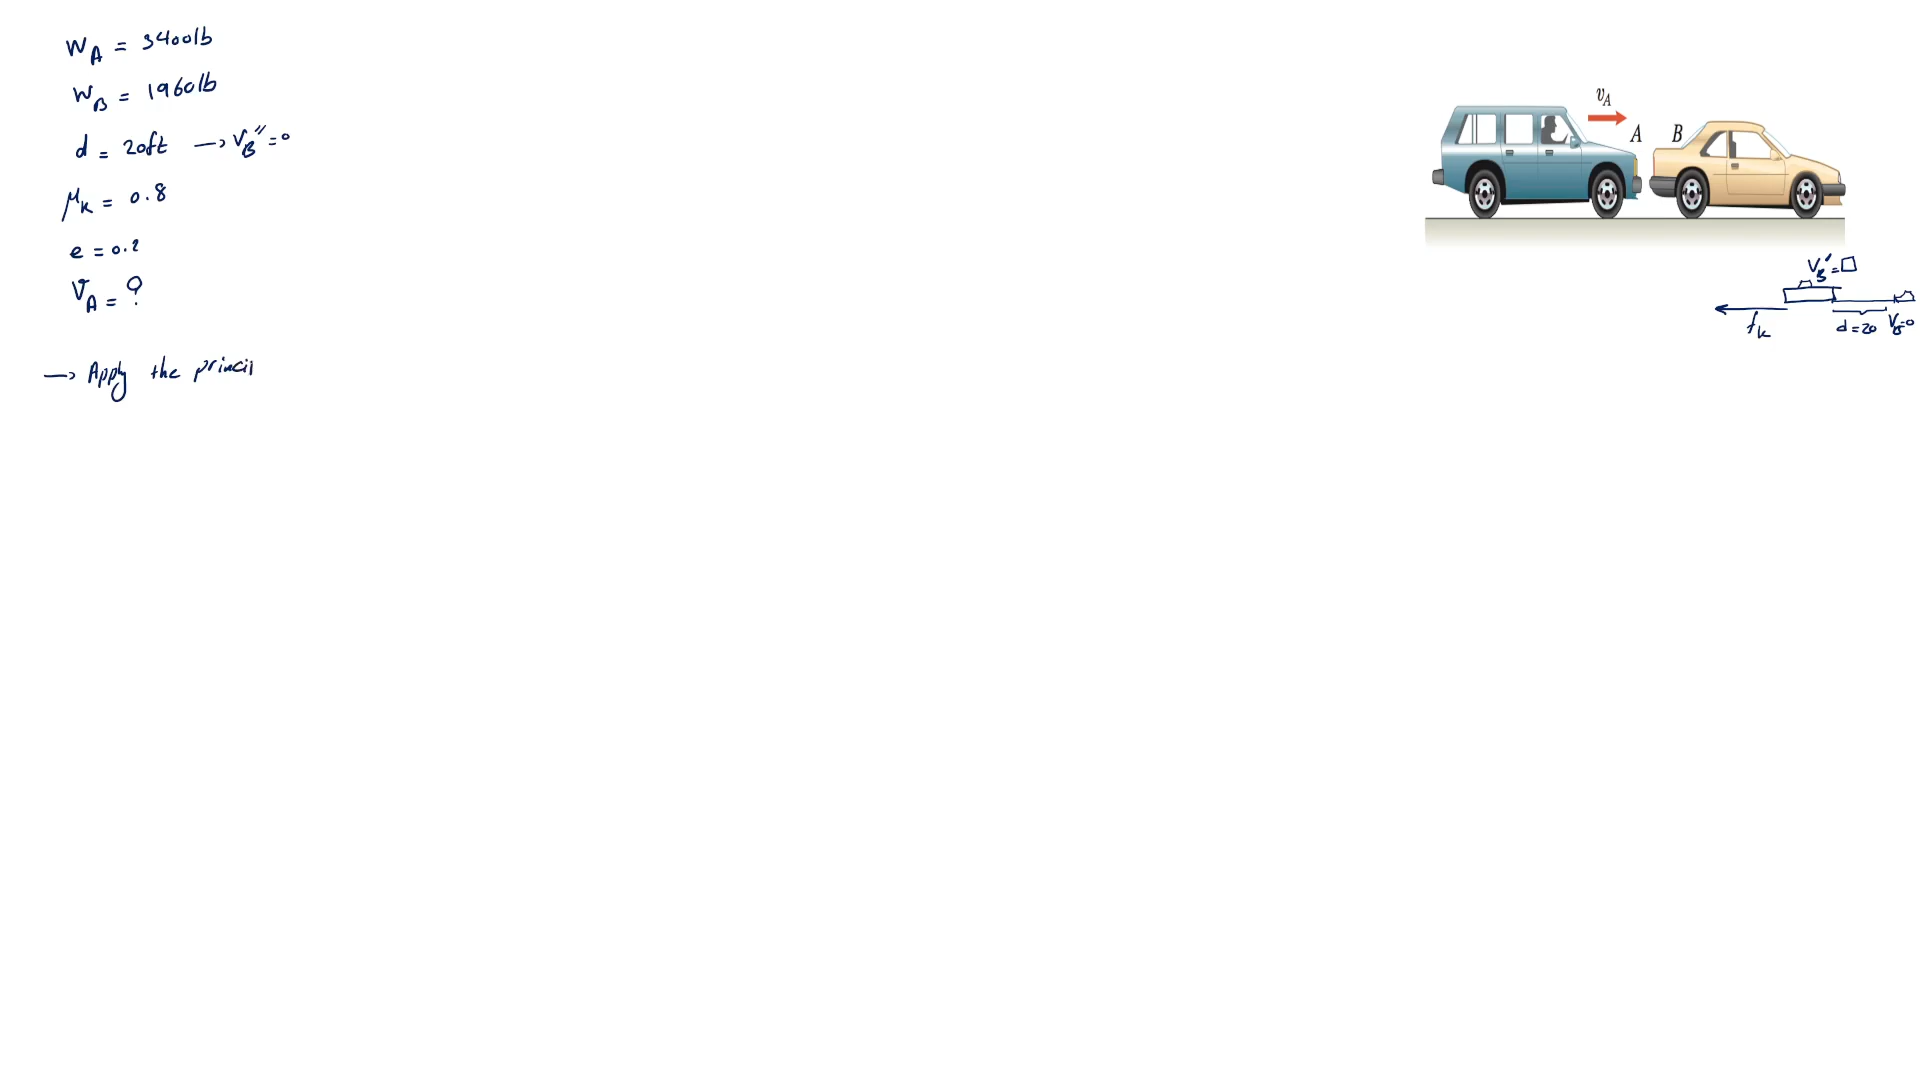 W_A = 3400lb
W_B = 1960lb
d = 20ft → V_B'' = 0
μ_k = 0.8
e = 0.2
V_A = ?
→ Apply the princi
v_A
A B
V_B' = □
f_k d = 20 V_B = 0